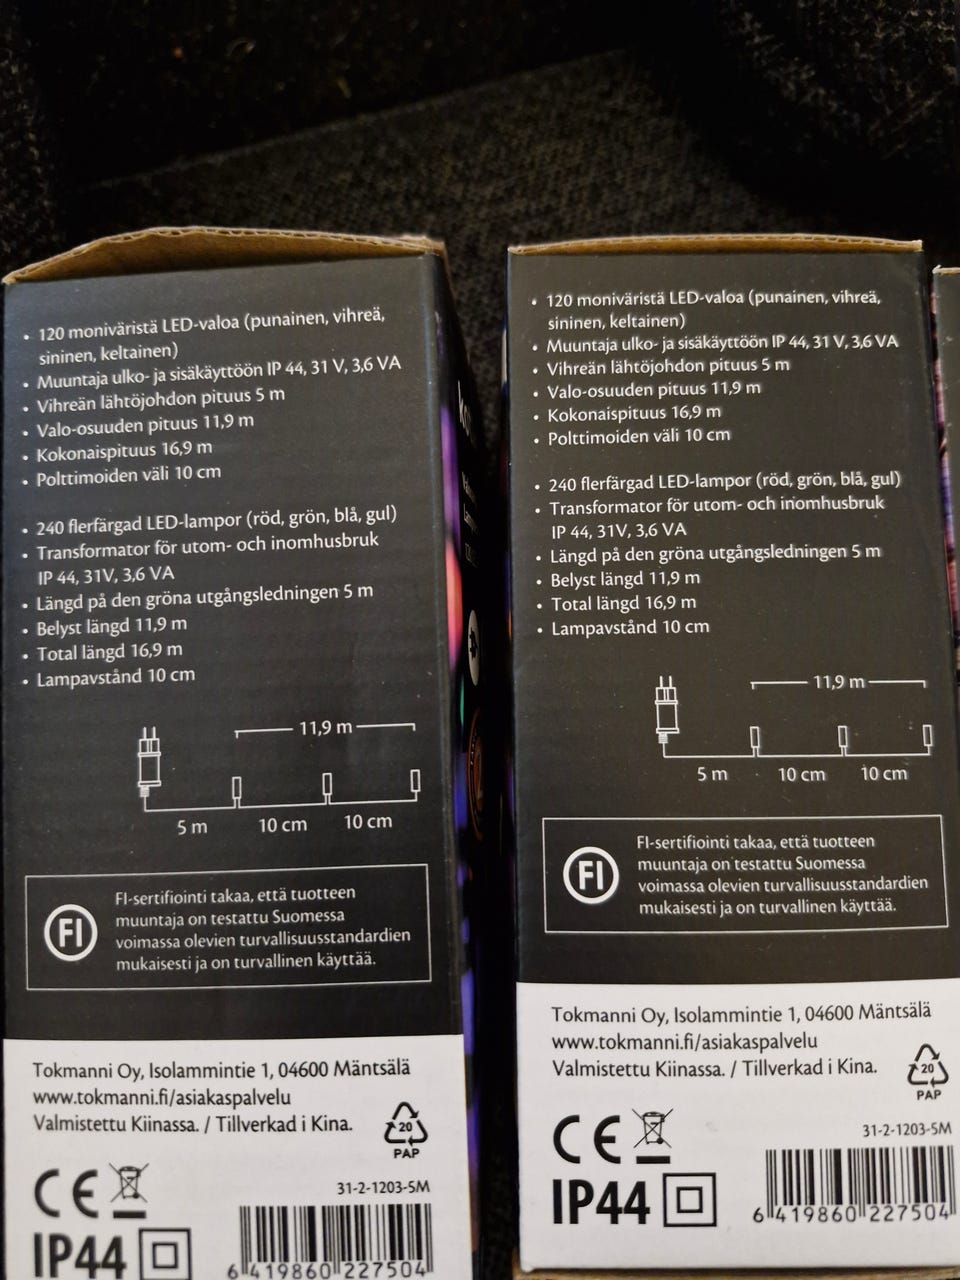 • 120 moniväristä LED-valoa (punainen, vihreä,
sininen, keltainen)
• Muuntaja ulko- ja sisäkäyttöön IP 44, 31 V, 3,6 VA
• Vihreän lähtöjohdon pituus 5 m
• Valo-osuuden pituus 11,9 m
• Kokonaispituus 16,9 m
• Polttimoiden väli 10 cm
• 240 flerfärgad LED-lampor (röd, grön, blå, gul)
• Transformator för utom- och inomhusbruk
IP 44, 31V, 3,6 VA
• Längd på den gröna utgångsledningen 5 m
• Belyst längd 11,9 m
• Total längd 16,9 m
• Lampavstånd 10 cm
11,9 m
5 m 10 cm 10 cm
FI
FI-sertifiointi takaa, että tuotteen
muuntaja on testattu Suomessa
voimassa olevien turvallisuusstandardien
mukaisesti ja on turvallinen käyttää.
Tokmanni Oy, Isolammintie 1, 04600 Mäntsälä
www.tokmanni.fi/asiakaspalvelu
Valmistettu Kiinassa. / Tillverkad i Kina.
20
PAP
CE
31-2-1203-5M
IP44
6 419860 227504
• 120 moniväristä LED-valoa (punainen, vihreä,
sininen, keltainen)
• Muuntaja ulko- ja sisäkäyttöön IP 44, 31 V, 3,6 VA
• Vihreän lähtöjohdon pituus 5 m
• Valo-osuuden pituus 11,9 m
• Kokonaispituus 16,9 m
• Polttimoiden väli 10 cm
• 240 flerfärgad LED-lampor (röd, grön, blå, gul)
• Transformator för utom- och inomhusbruk
IP 44, 31V, 3,6 VA
• Längd på den gröna utgångsledningen 5 m
• Belyst längd 11,9 m
• Total längd 16,9 m
• Lampavstånd 10 cm
11,9 m
5 m 10 cm 10 cm
FI
FI-sertifiointi takaa, että tuotteen
muuntaja on testattu Suomessa
voimassa olevien turvallisuusstandardien
mukaisesti ja on turvallinen käyttää.
Tokmanni Oy, Isolammintie 1, 04600 Mäntsälä
www.tokmanni.fi/asiakaspalvelu
Valmistettu Kiinassa. / Tillverkad i Kina.
20
PAP
CE
31-2-1203-5M
IP44
6 419860 227504